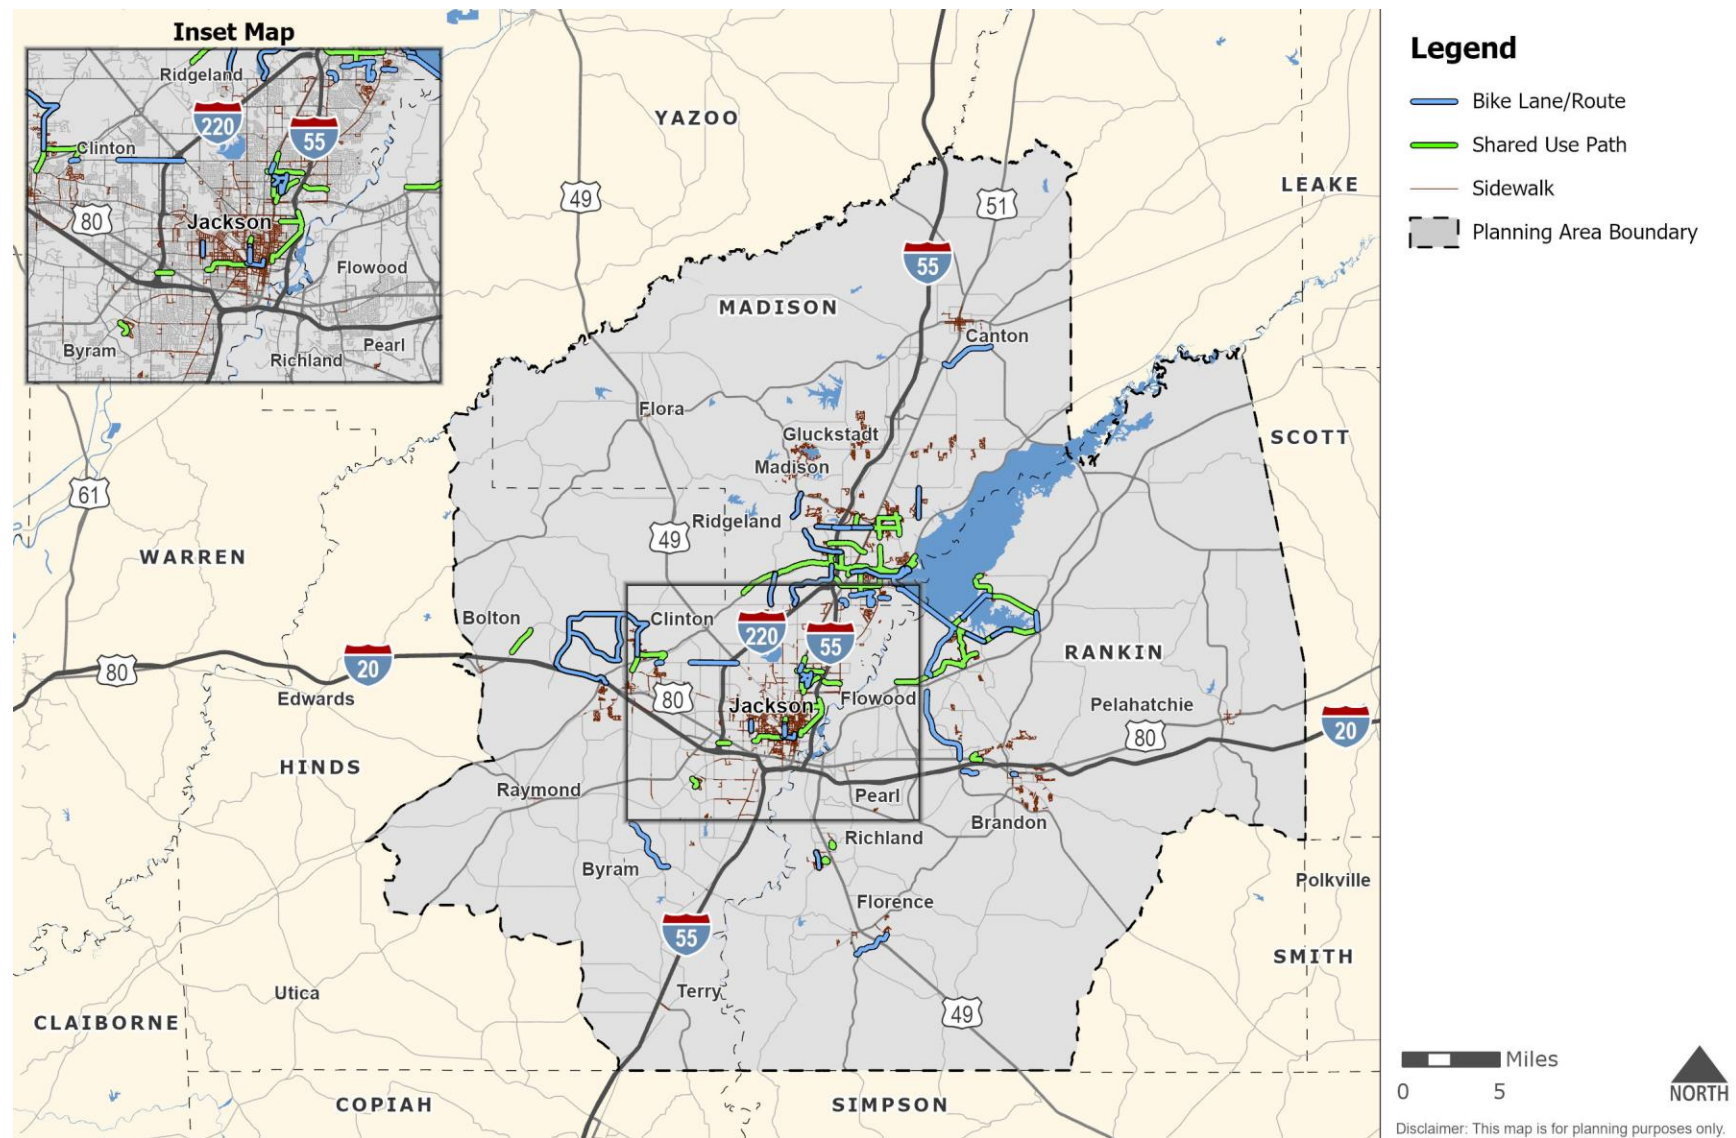 Inset Map
Ridgeland
220
55
Clinton
80
Jackson
Flowood
Byram
Richland
Pearl
YAZOO
49
51
LEAKE
55
MADISON
Canton
Flora
Gluckstadt
Madison
SCOTT
61
Ridgeland
49
WARREN
Bolton
Clinton
220
55
RANKIN
80
20
Edwards
80
Jackson
Flowood
Pelahatchie
80
20
HINDS
Raymond
Pearl
Brandon
Richland
Byram
Polkville
Florence
55
SMITH
Utica
Terry
49
CLAIBORNE
COPIAH
SIMPSON
Legend
Bike Lane/Route
Shared Use Path
Sidewalk
Planning Area Boundary
Miles
0 5
NORTH
Disclaimer: This map is for planning purposes only.